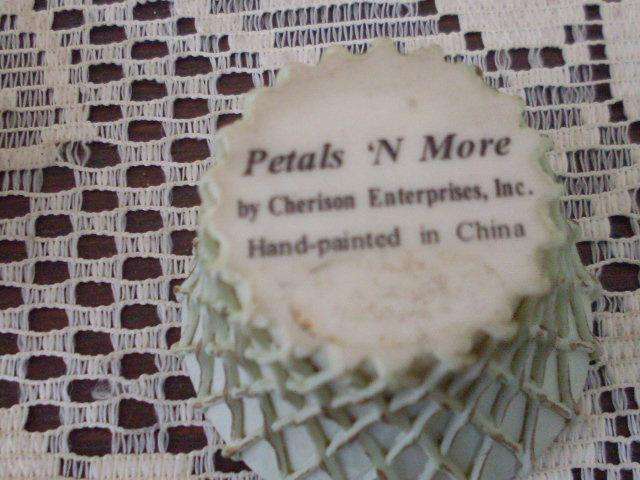 Petals ‘N More
by Cherison Enterprises, Inc.
Hand-painted in China